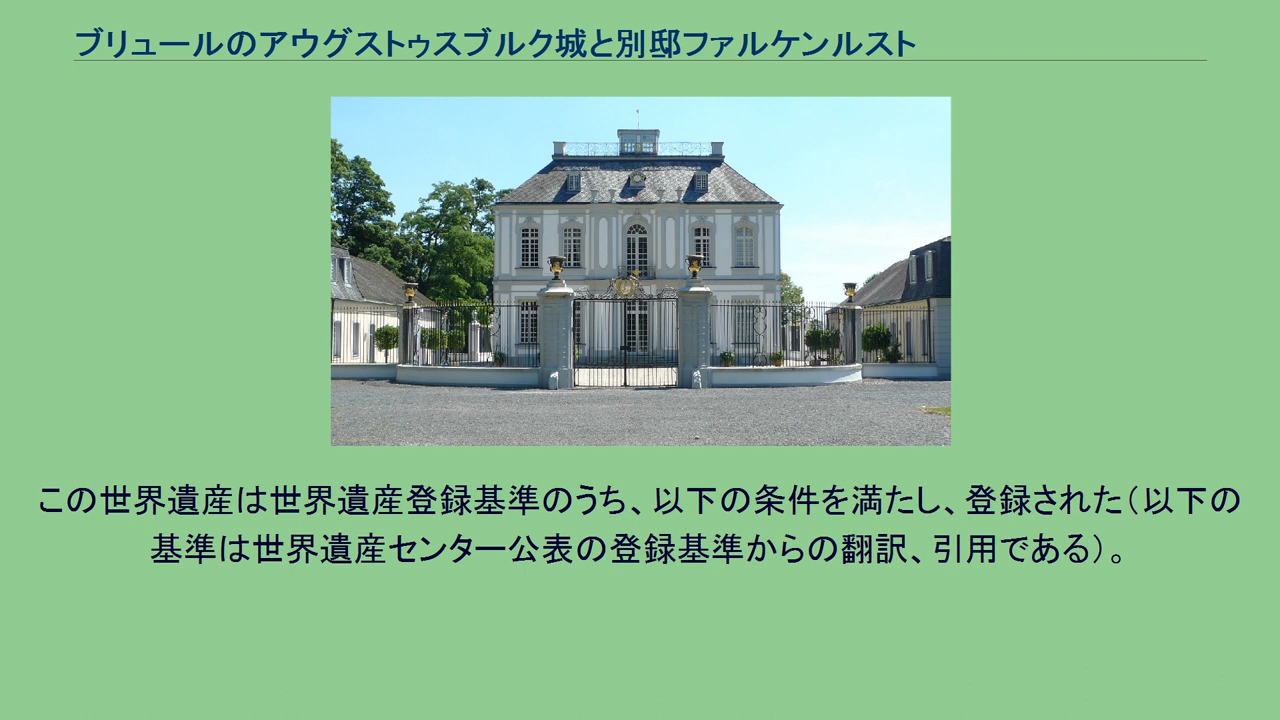 ブリュールのアウグストゥスブルク城と別邸ファルケンルスト
この世界遺産は世界遺産登録基準のうち、以下の条件を満たし、登録された（以下の
基準は世界遺産センター公表の登録基準からの翻訳、引用である）。